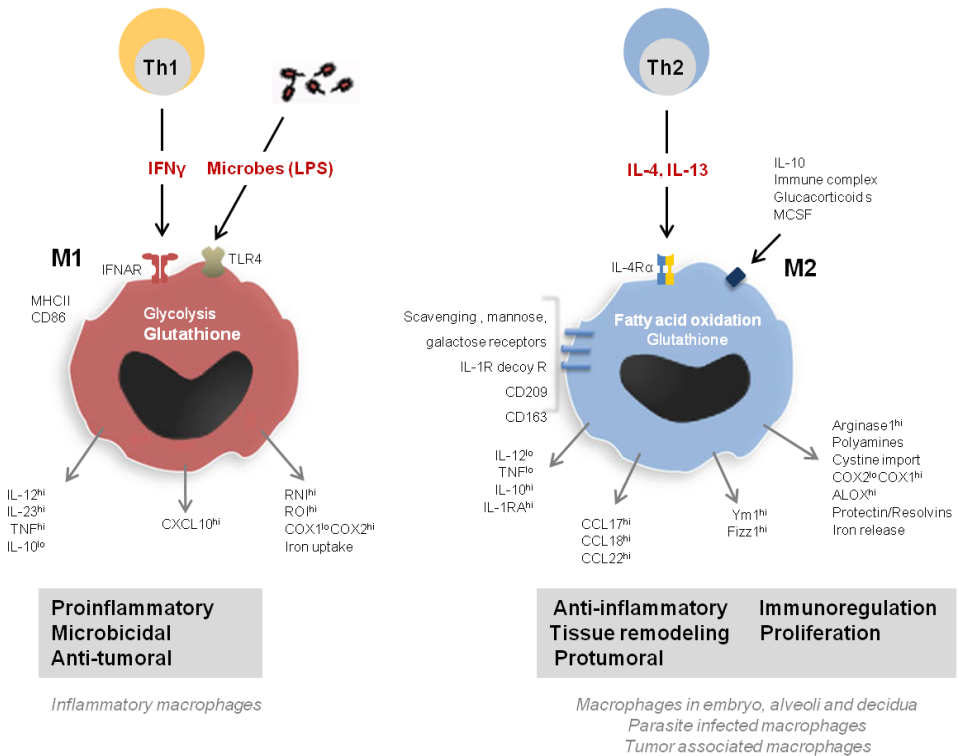 Th1
IFNγ
Microbes (LPS)
M1
IFNAR
TLR4
MHCII
CD86
Glycolysis
Glutathione
IL-12hi
IL-23hi
TNFhi
IL-10lo
CXCL10hi
RNIhi
ROIhi
COX1loCOX2hi
Iron uptake
Proinflammatory
Microbicidal
Anti-tumoral
Inflammatory macrophages
Th2
IL-4, IL-13
IL-10
Immune complex
Glucacorticoid s
MCSF
IL-4Rα
M2
Scavenging , mannose,
galactose receptors
IL-1R decoy R
CD209
CD163
Fatty acid oxidation
Glutathione
IL-12lo
TNFlo
IL-10hi
IL-1RAhi
CCL17hi
CCL18hi
CCL22hi
Ym1hi
Fizz1hi
Arginase1hi
Polyamines
Cystine import
COX2loCOX1hi
ALOXhi
Protectin/Resolvins
Iron release
Anti-inflammatory Immunoregulation
Tissue remodeling Proliferation
Protumoral
Macrophages in embryo, alveoli and decidua
Parasite infected macrophages
Tumor associated macrophages